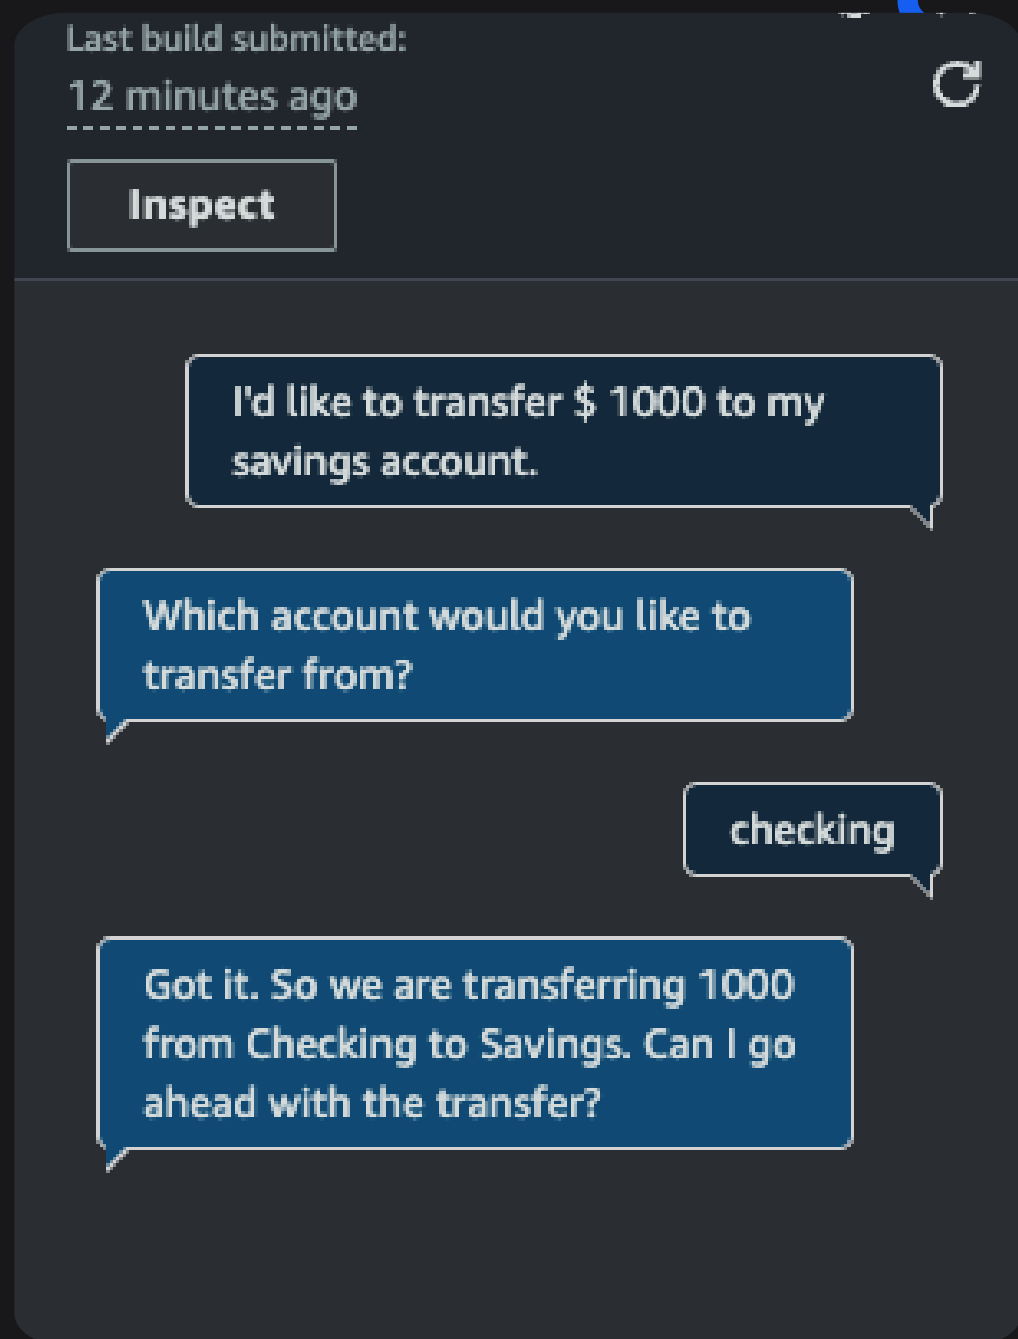 Last build submitted:
12 minutes ago
Inspect
I'd like to transfer $ 1000 to my
savings account.
Which account would you like to
transfer from?
checking
Got it. So we are transferring 1000
from Checking to Savings. Can I go
ahead with the transfer?